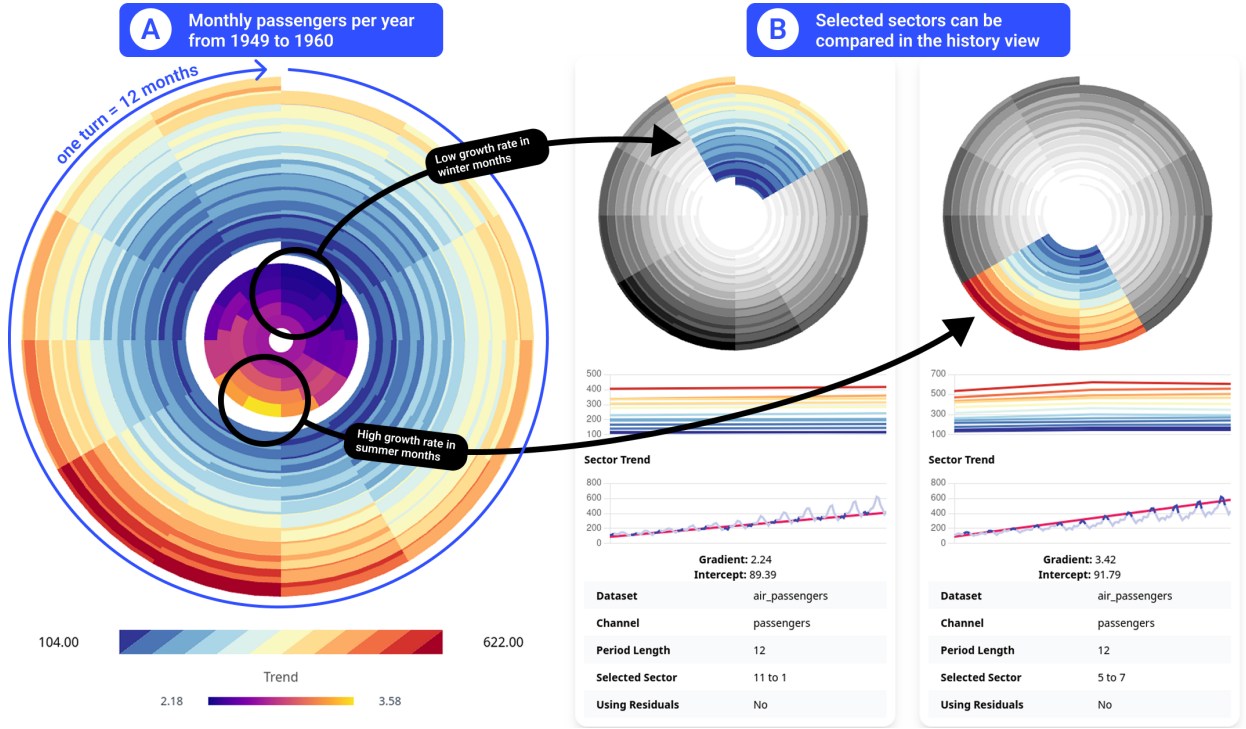 A
Monthly passengers per year
from 1949 to 1960
one turn = 12 months
Low growth rate in
winter months
High growth rate in
summer months
104.00
622.00
Trend
2.18
3.58
B
Selected sectors can be
compared in the history view
500
400
300
200
100
Sector Trend
800
600
400
200
0
Gradient: 2.24
Intercept: 89.39
Dataset air_passengers
Channel passengers
Period Length 12
Selected Sector 11 to 1
Using Residuals No
700
500
300
100
Sector Trend
800
600
400
200
0
Gradient: 3.42
Intercept: 91.79
Dataset air_passengers
Channel passengers
Period Length 12
Selected Sector 5 to 7
Using Residuals No